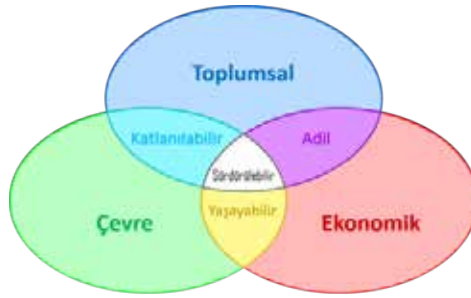 Toplumsal
Katlanılabilir
Adil
Sürdürülebilir
Yaşayabilir
Çevre
Ekonomik